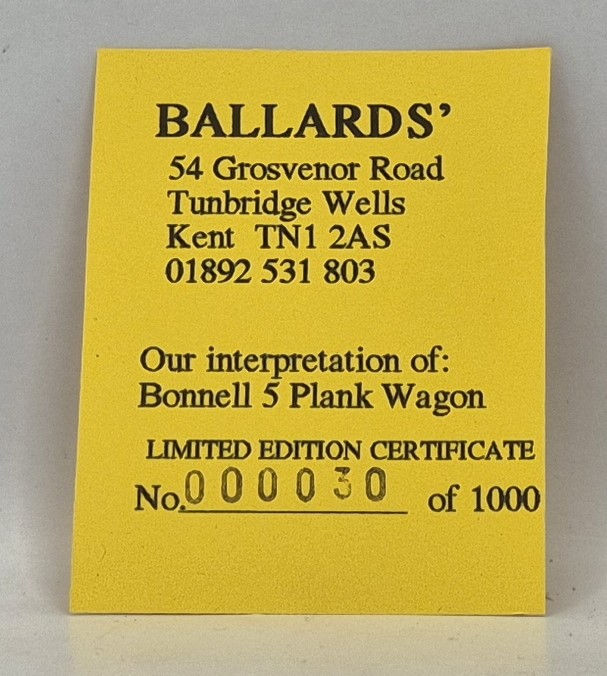 BALLARDS’
54 Grosvenor Road
Tunbridge Wells
Kent TN1 2AS
01892 531 803
Our interpretation of:
Bonnell 5 Plank Wagon
LIMITED EDITION CERTIFICATE
No. 000030 of 1000